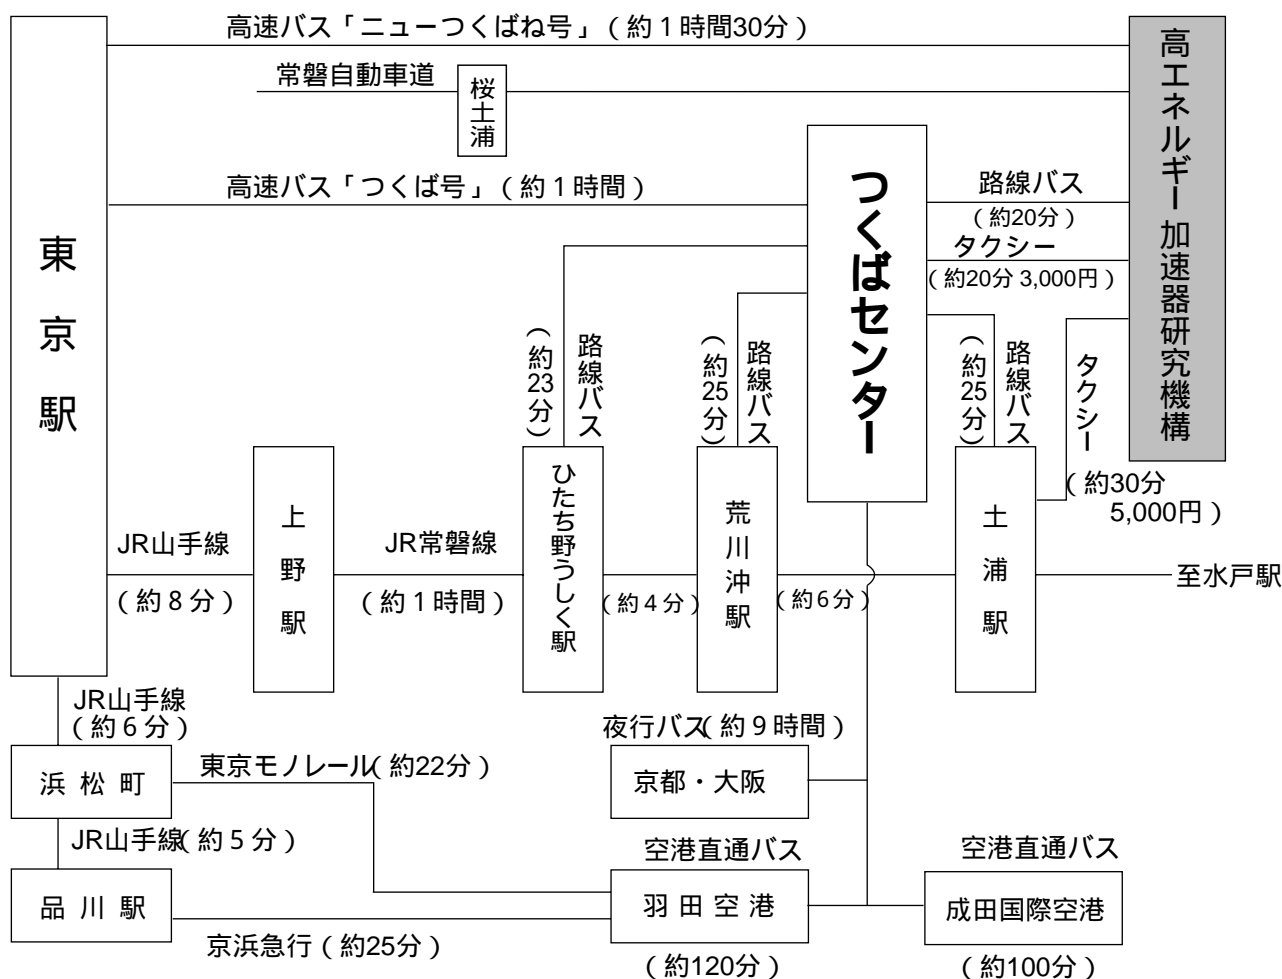 高速バス「ニューつくばね号」(約1時間30分)
常磐自動車道
桜土浦
高エネルギー加速器研究機構
東京駅
高速バス「つくば号」(約1時間)
つくばセンター
路線バス
(約20分)
タクシー
(約20分 3,000円)
(約23分)
路線バス
(約25分)
路線バス
(約25分)
路線バス
タクシー
(約30分
5,000円)
JR山手線
(約8分)
上野駅
JR常磐線
(約1時間)
ひたち野うしく駅
(約4分)
荒川沖駅
(約6分)
土浦駅
至水戸駅
JR山手線
(約6分)
浜松町
東京モノレール(約22分)
夜行バス(約9時間)
京都・大阪
JR山手線(約5分)
品川駅
京浜急行(約25分)
空港直通バス
羽田空港
(約120分)
空港直通バス
成田国際空港
(約100分)